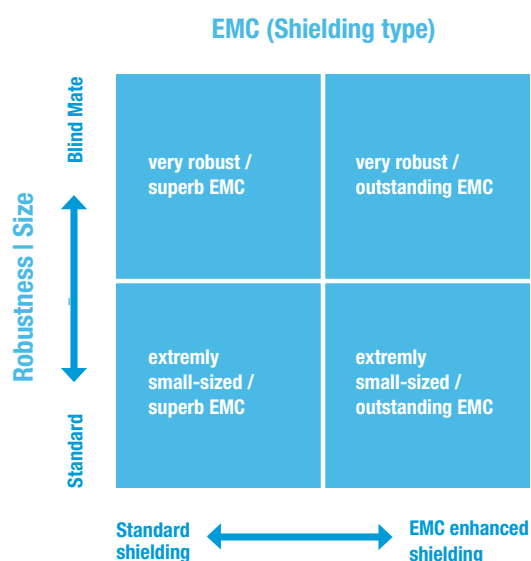 EMC (Shielding type)
Blind Mate
Robustness | Size
Standard
very robust /
superb EMC
very robust /
outstanding EMC
extremly
small-sized /
superb EMC
extremly
small-sized /
outstanding EMC
Standard
shielding
EMC enhanced
shielding